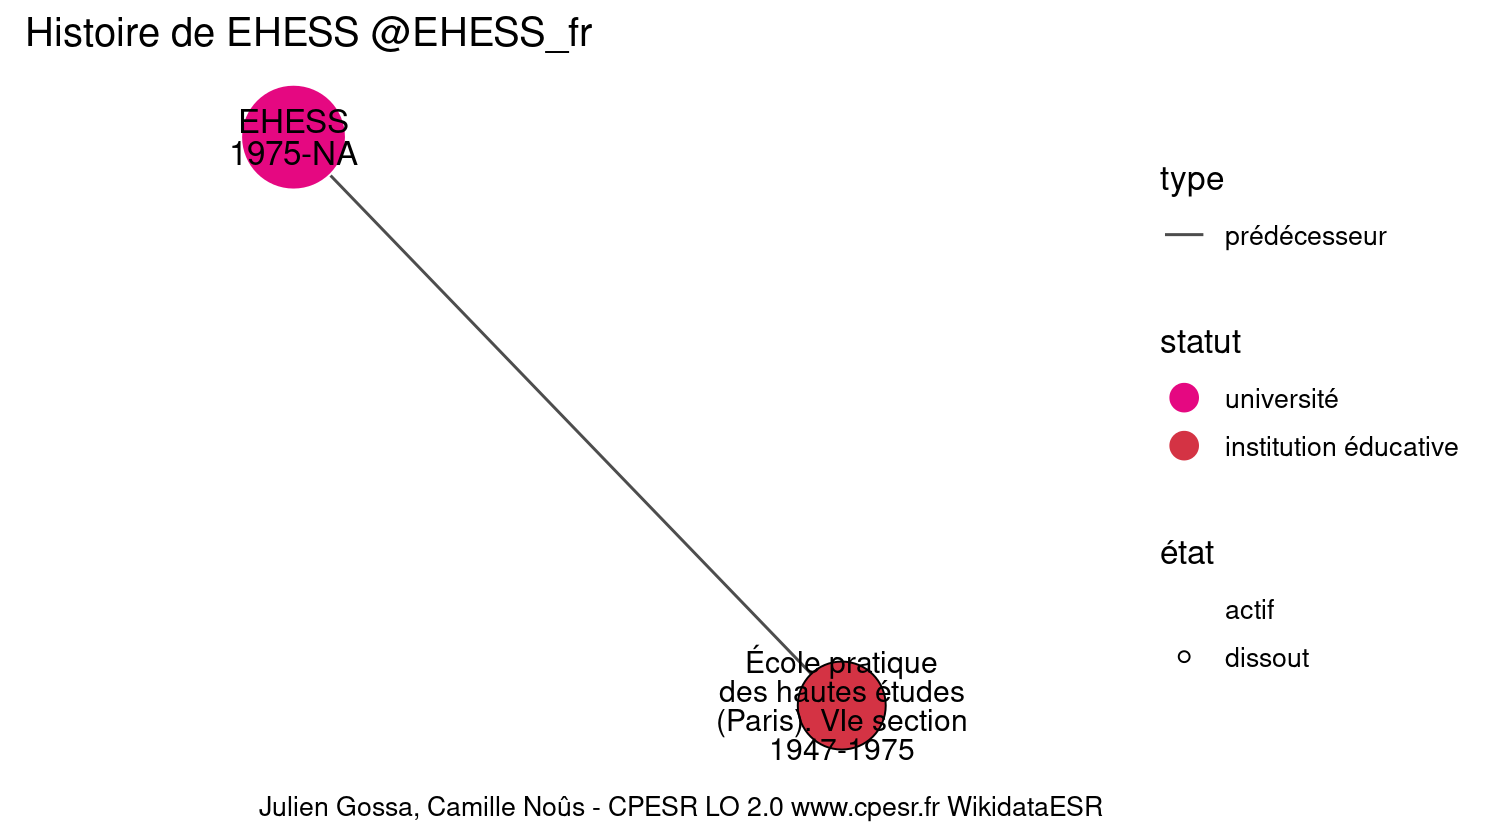 Histoire de EHESS @EHESS_fr
EHESS
1975-NA
type
prédécesseur
statut
université
institution éducative
état
actif
dissout
École pratique
des hautes études
(Paris). VIe section
1947-1975
Julien Gossa, Camille Noûs - CPESR LO 2.0 www.cpesr.fr WikidataESR